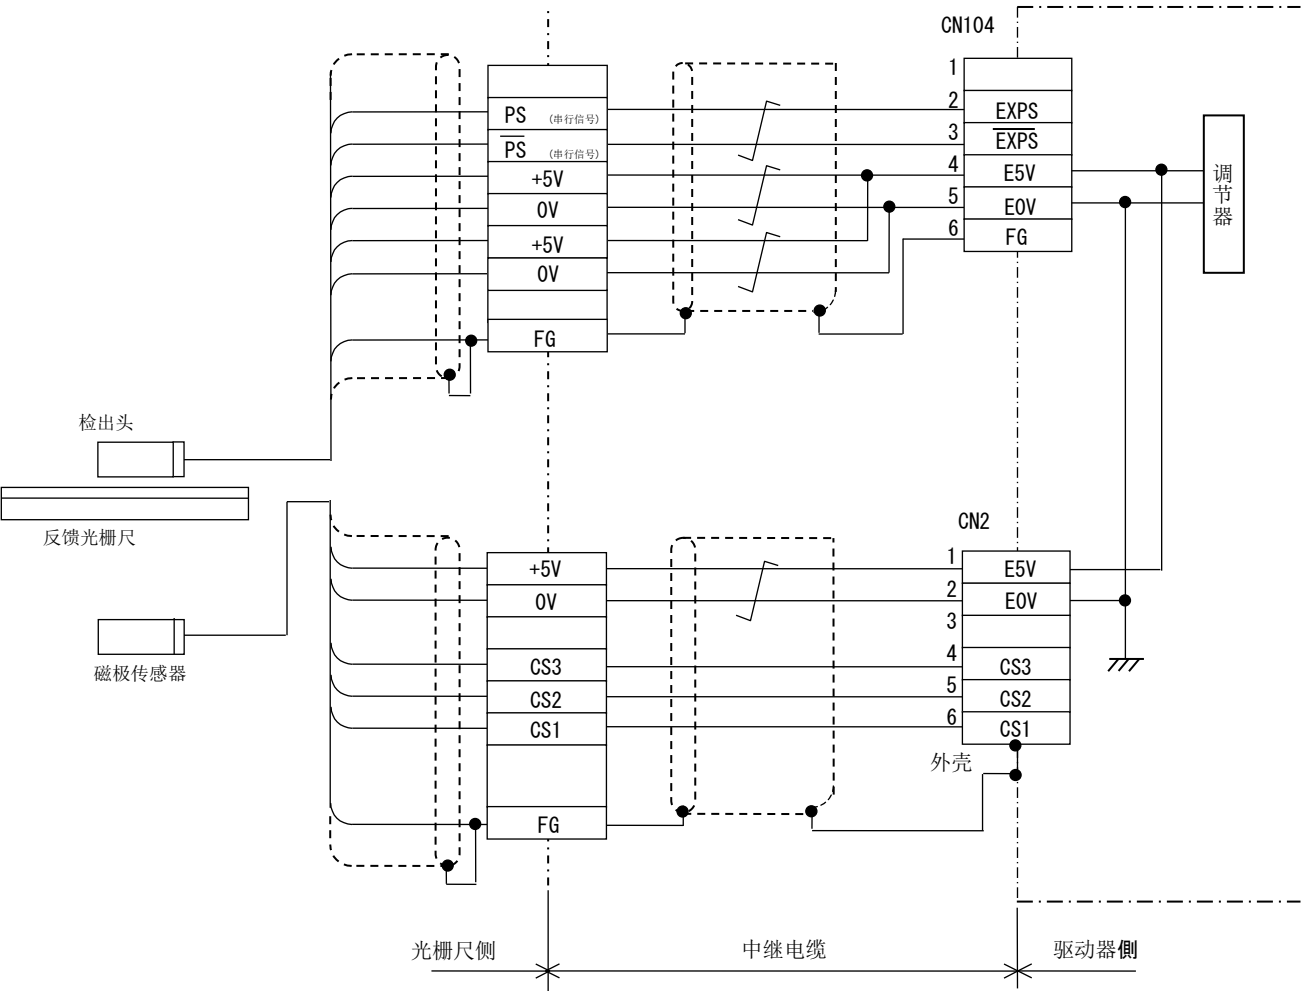 CN104
1
PS (串行信号)
2 EXPS
P̅S̅ (串行信号)
3 E̅X̅P̅S̅
+5V
4 E5V
0V
5 E0V
+5V
6 FG
0V
FG
调节器
检出头
反馈光栅尺
磁极传感器
CN2
+5V
1 E5V
0V
2 E0V
3
CS3
4 CS3
CS2
5 CS2
CS1
6 CS1
外壳
FG
光栅尺侧
中继电缆
驱动器側